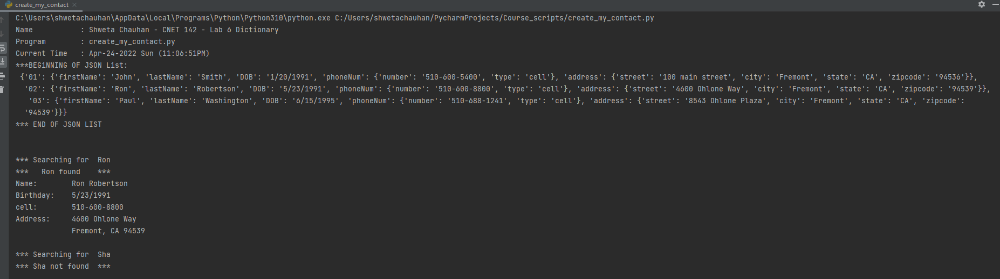 create_my_contact
C:\Users\shwetachauhan\AppData\Local\Programs\Python\Python310\python.exe C:/Users/shwetachauhan/PycharmProjects/Course_scripts/create_my_contact.py
Name           : Shweta Chauhan - CNET 142 - Lab 6 Dictionary
Program        : create_my_contact.py
Current Time   : Apr-24-2022 Sun (11:06:51PM)
***BEGiNNING OF JSON List:
 {'01': {'firstName': 'John', 'lastName': 'Smith', 'DOB': '1/20/1991', 'phoneNum': {'number': '510-600-5400', 'type': 'cell'}, 'address': {'street': '100 main street', 'city': 'Fremont', 'state': 'CA', 'zipcode': '94536'}},
  '02': {'firstName': 'Ron', 'lastName': 'Robertson', 'DOB': '5/23/1991', 'phoneNum': {'number': '510-600-8800', 'type': 'cell'}, 'address': {'street': '4600 Ohlone Way', 'city': 'Fremont', 'state': 'CA', 'zipcode': '94539'}},
   '03': {'firstName': 'Paul', 'lastName': 'Washington', 'DOB': '6/15/1995', 'phoneNum': {'number': '510-688-1241', 'type': 'cell'}, 'address': {'street': '8543 Ohlone Plaza', 'city': 'Fremont', 'state': 'CA', 'zipcode':
  '94539'}}}
*** END OF JSON LIST
*** Searching for  Ron
***   Ron found    ***
Name:        Ron Robertson
Birthday:    5/23/1991
cell:        510-600-8800
Address:     4600 Ohlone Way
             Fremont, CA 94539
*** Searching for  Sha
*** Sha not found  ***